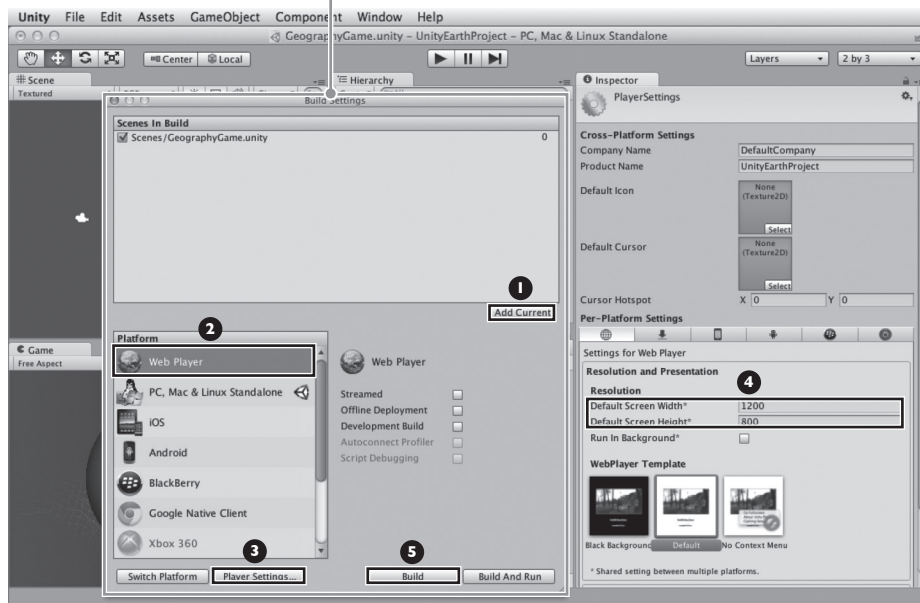 Unity File Edit Assets GameObject Component Window Help
GeographyGame.unity - UnityEarthProject - PC, Mac & Linux Standalone
Center Local
Layers 2 by 3
Scene
Hierarchy
Inspector
Textured
Build Settings
PlayerSettings
Scenes In Build
Scenes/GeographyGame.unity 0
Cross-Platform Settings
Company Name DefaultCompany
Product Name UnityEarthProject
Default Icon
None
(Texture2D)
Select
Default Cursor
None
(Texture2D)
Select
Cursor Hotspot X 0 Y 0
1
Add Current
Per-Platform Settings
2
Platform
Game
Free Aspect
Web Player
PC, Mac & Linux Standalone
iOS
Android
BlackBerry
Google Native Client
Xbox 360
Web Player
Streamed
Offline Deployment
Development Build
Autoconnect Profiler
Script Debugging
3
5
Switch Platform Player Settings... Build Build And Run
Settings for Web Player
Resolution and Presentation
4
Resolution
Default Screen Width* 1200
Default Screen Height* 800
Run In Background*
WebPlayer Template
Black Background Default No Context Menu
* Shared setting between multiple platforms.